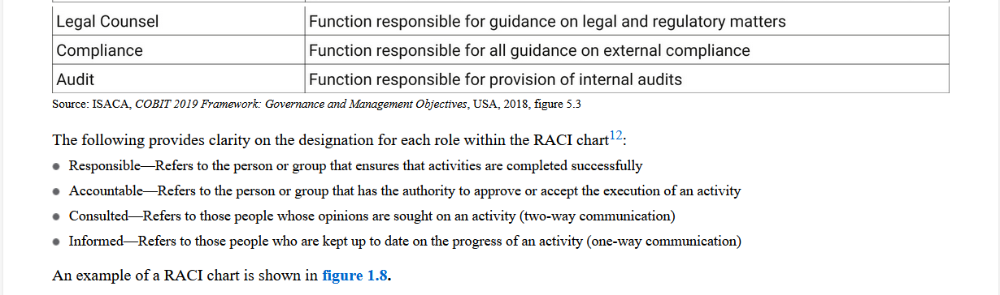 Legal Counsel Function responsible for guidance on legal and regulatory matters
Compliance Function responsible for all guidance on external compliance
Audit Function responsible for provision of internal audits
Source: ISACA, COBIT 2019 Framework: Governance and Management Objectives, USA, 2018, figure 5.3
The following provides clarity on the designation for each role within the RACI chart12:
• Responsible—Refers to the person or group that ensures that activities are completed successfully
• Accountable—Refers to the person or group that has the authority to approve or accept the execution of an activity
• Consulted—Refers to those people whose opinions are sought on an activity (two-way communication)
• Informed—Refers to those people who are kept up to date on the progress of an activity (one-way communication)
An example of a RACI chart is shown in figure 1.8.